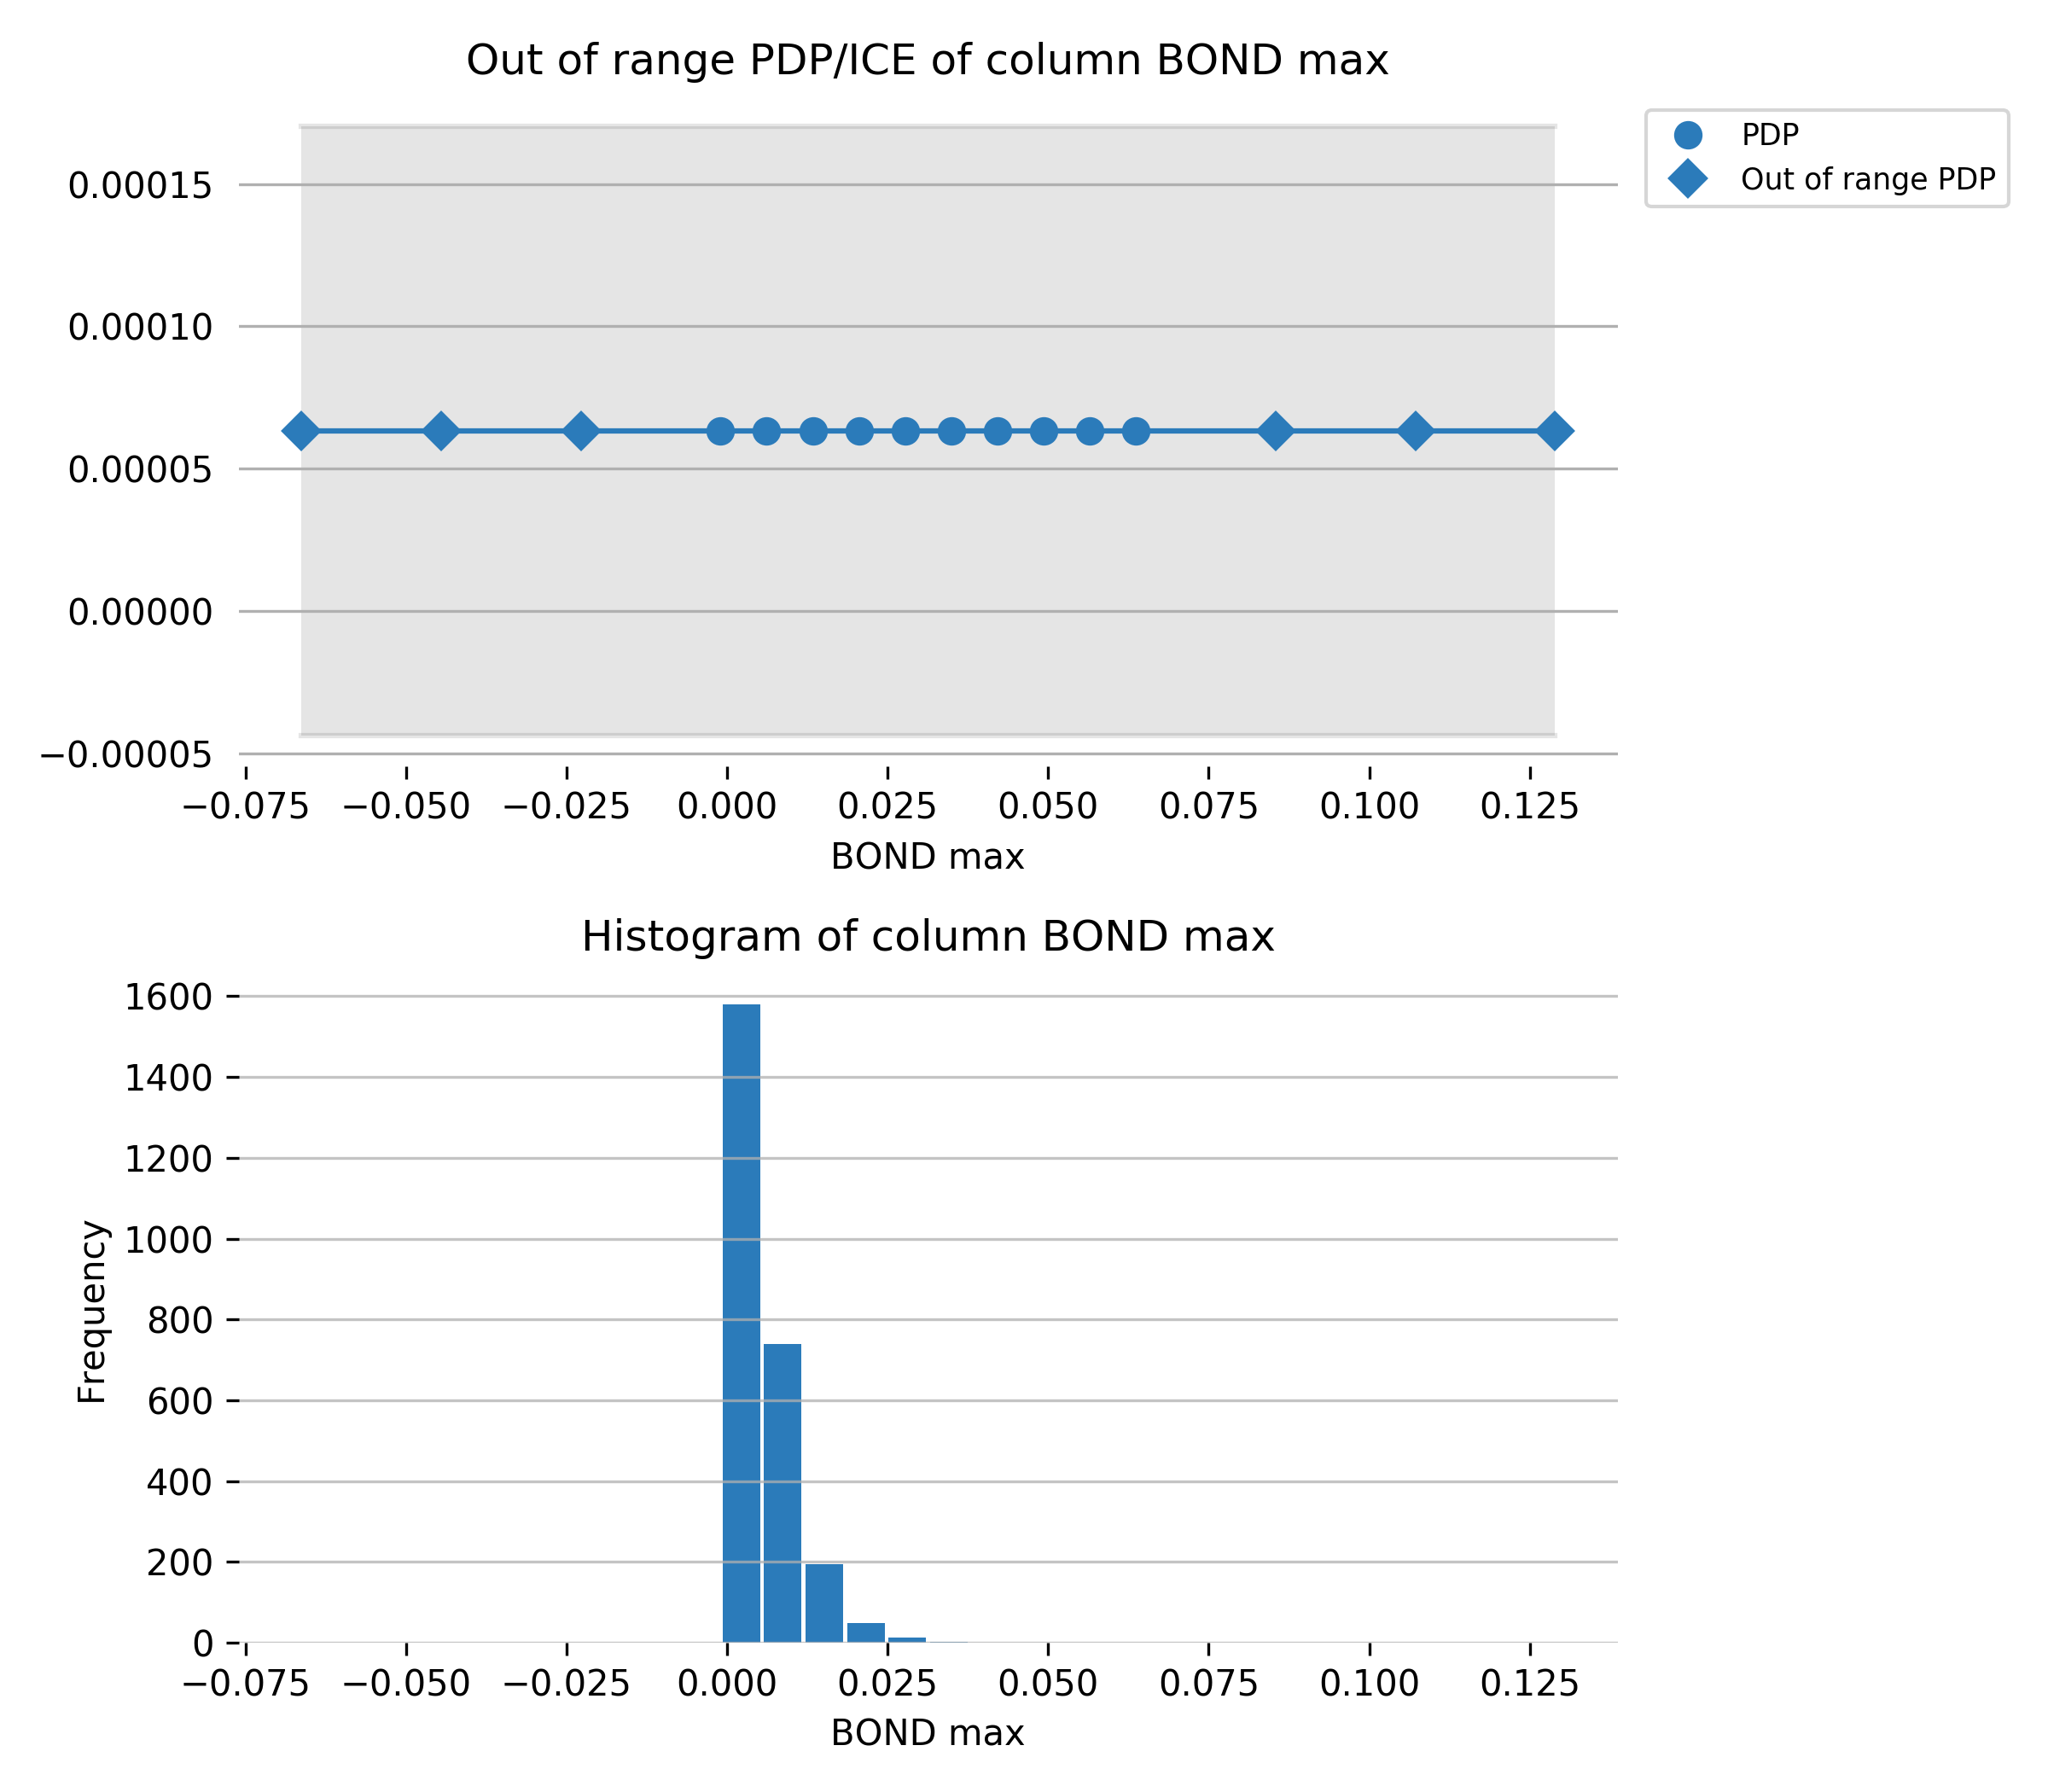 Out of range PDP/ICE of column BOND max
PDP
Out of range PDP
0.00015
0.00010
0.00005
0.00000
−0.00005
−0.075 −0.050 −0.025 0.000 0.025 0.050 0.075 0.100 0.125
BOND max
Histogram of column BOND max
1600
1400
1200
1000
800
600
400
200
0
Frequency
−0.075 −0.050 −0.025 0.000 0.025 0.050 0.075 0.100 0.125
BOND max